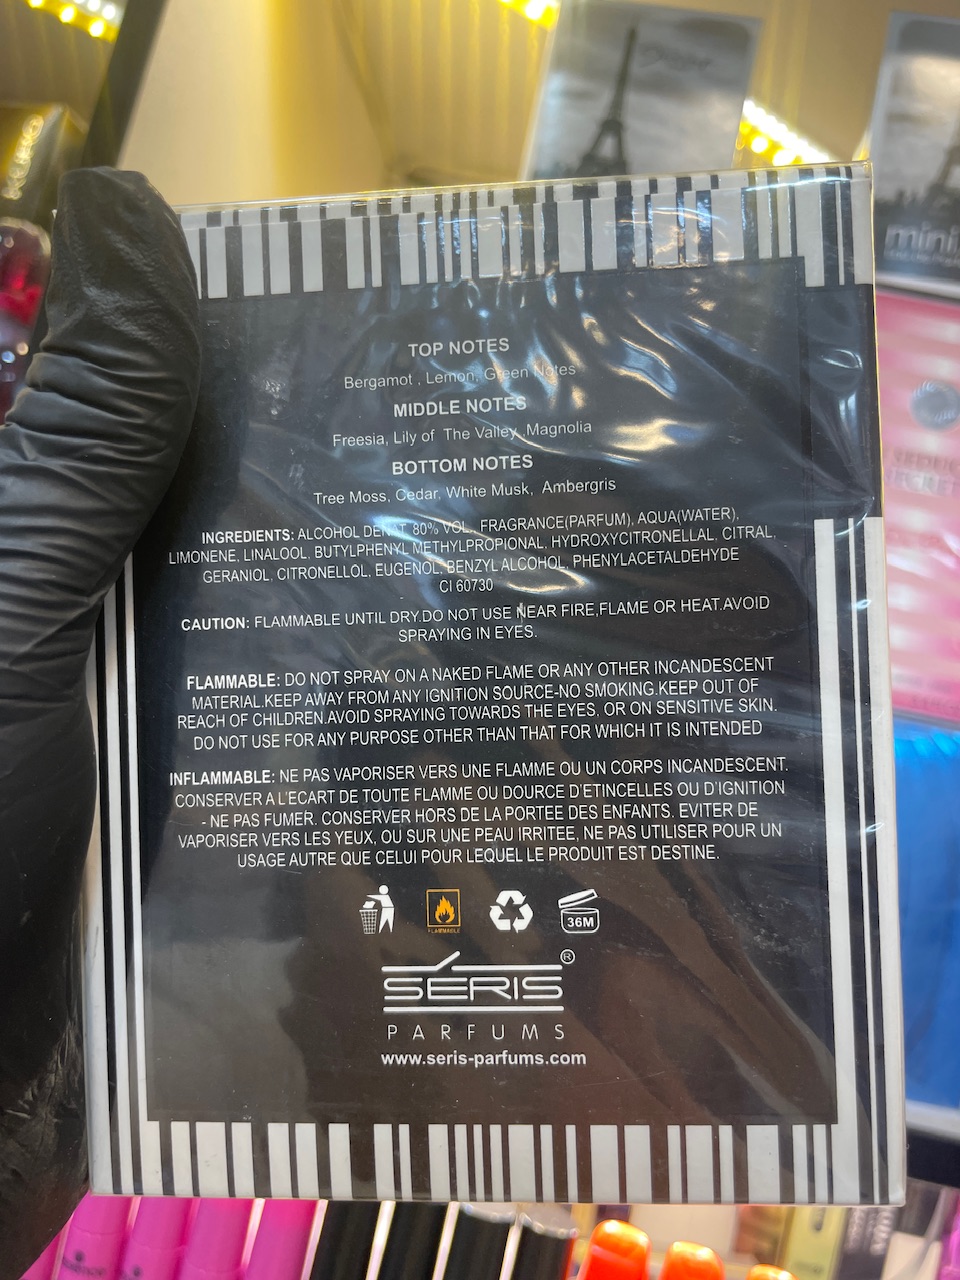 TOP NOTES
Bergamot , Lemon, Green Notes
MIDDLE NOTES
Freesia, Lily of The Valley ,Magnolia
BOTTOM NOTES
Tree Moss, Cedar, White Musk, Ambergris
INGREDIENTS: ALCOHOL DENAT. 80% VOL., FRAGRANCE(PARFUM), AQUA(WATER),
LIMONENE, LINALOOL, BUTYLPHENYL METHYLPROPIONAL, HYDROXYCITRONELLAL, CITRAL,
GERANIOL, CITRONELLOL, EUGENOL, BENZYL ALCOHOL, PHENYLACETALDEHYDE
CI 60730
CAUTION: FLAMMABLE UNTIL DRY.DO NOT USE NEAR FIRE,FLAME OR HEAT.AVOID
SPRAYING IN EYES.
FLAMMABLE: DO NOT SPRAY ON A NAKED FLAME OR ANY OTHER INCANDESCENT
MATERIAL.KEEP AWAY FROM ANY IGNITION SOURCE-NO SMOKING.KEEP OUT OF
REACH OF CHILDREN.AVOID SPRAYING TOWARDS THE EYES, OR ON SENSITIVE SKIN.
DO NOT USE FOR ANY PURPOSE OTHER THAN THAT FOR WHICH IT IS INTENDED
INFLAMMABLE: NE PAS VAPORISER VERS UNE FLAMME OU UN CORPS INCANDESCENT.
CONSERVER A L'ECART DE TOUTE FLAMME OU DOURCE D'ETINCELLES OU D'IGNITION
- NE PAS FUMER. CONSERVER HORS DE LA PORTEE DES ENFANTS. EVITER DE
VAPORISER VERS LES YEUX, OU SUR UNE PEAU IRRITEE, NE PAS UTILISER POUR UN
USAGE AUTRE QUE CELUI POUR LEQUEL LE PRODUIT EST DESTINE.
FLAMMABLE
36M
SERIS®
PARFUMS
www.seris-parfums.com
mini